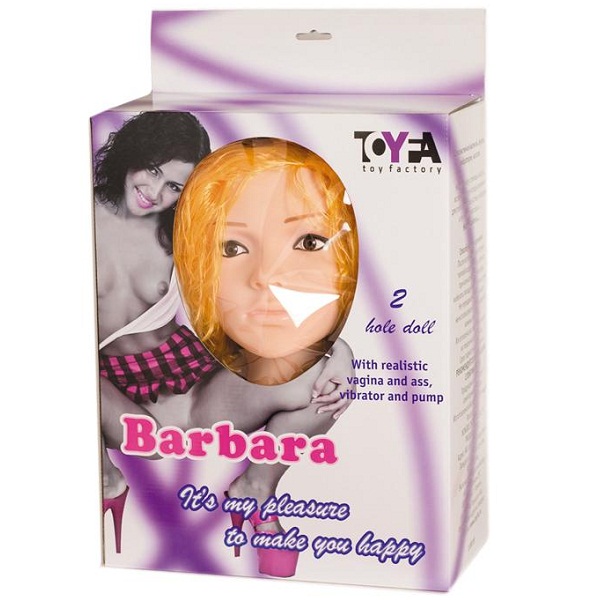 TOYFA
toy factory
2
hole doll
With realistic
vagina and ass,
vibrator and pump
Barbara
It's my pleasure
to make you happy